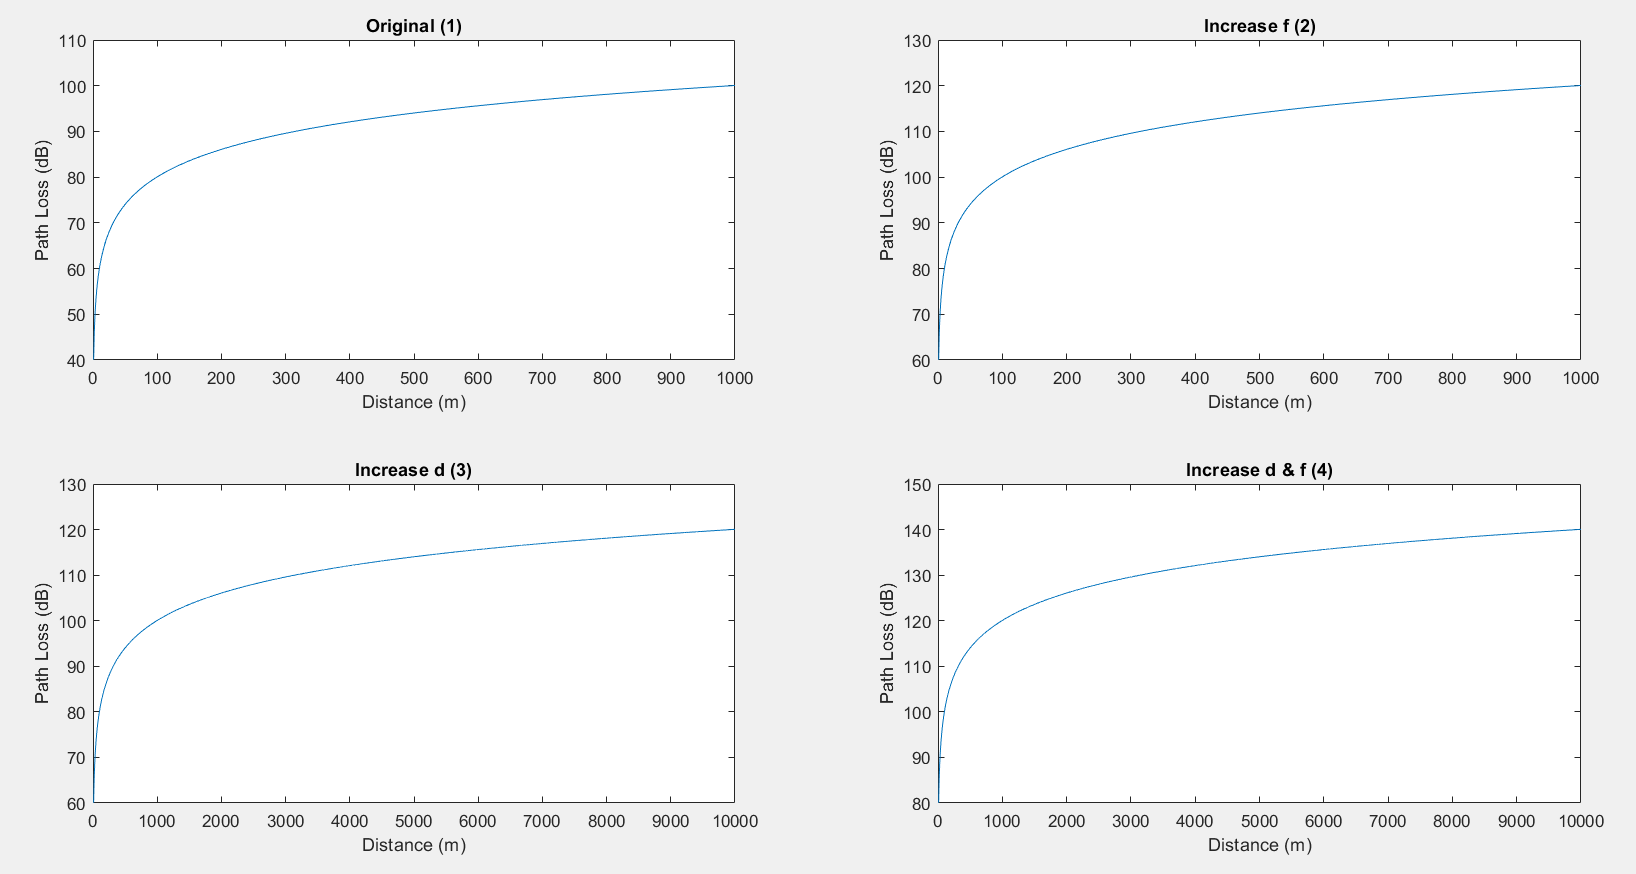 Original (1)
110
100
90
80
70
60
50
40
Path Loss (dB)
0 100 200 300 400 500 600 700 800 900 1000
Distance (m)
Increase f (2)
130
120
110
100
90
80
70
60
Path Loss (dB)
0 100 200 300 400 500 600 700 800 900 1000
Distance (m)
Increase d (3)
130
120
110
100
90
80
70
60
Path Loss (dB)
0 1000 2000 3000 4000 5000 6000 7000 8000 9000 10000
Distance (m)
Increase d & f (4)
150
140
130
120
110
100
90
80
Path Loss (dB)
0 1000 2000 3000 4000 5000 6000 7000 8000 9000 10000
Distance (m)